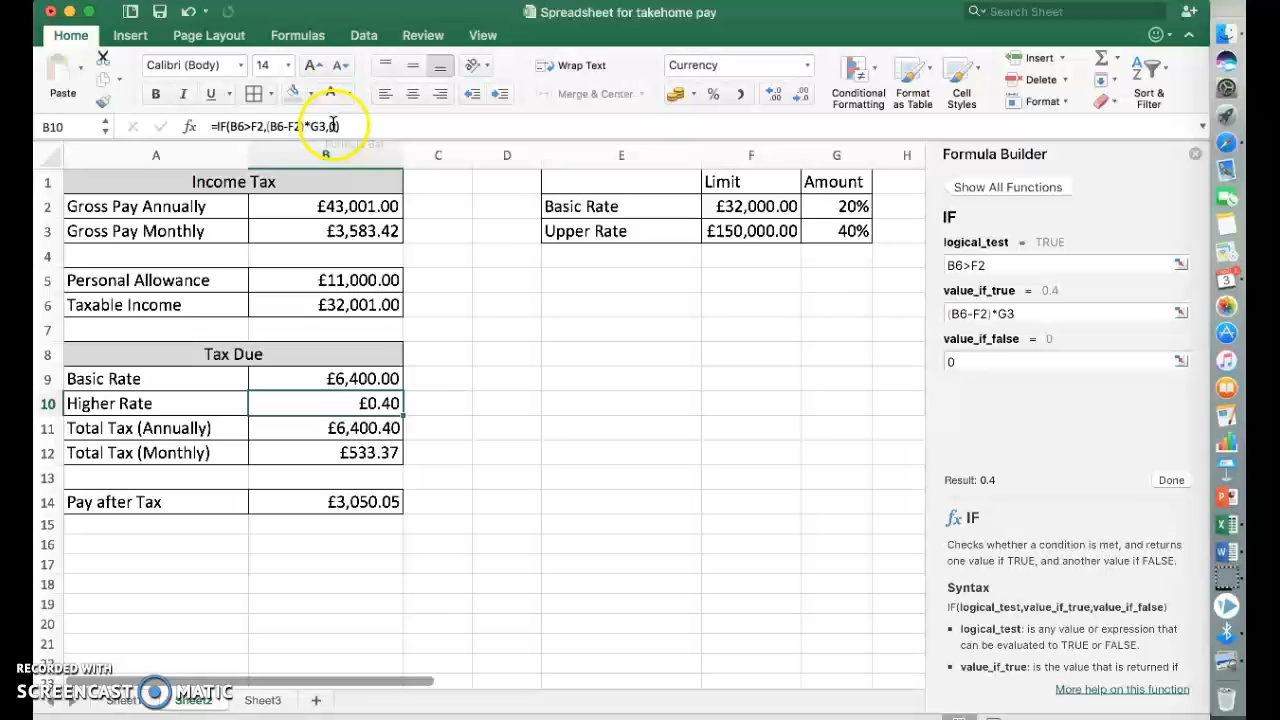 Spreadsheet for takehome pay
Search Sheet
Home Insert Page Layout Formulas Data Review View
Paste
Calibri (Body) 14
Wrap Text
Merge & Center
Currency
Conditional Formatting
Format as Table
Cell Styles
Insert
Delete
Format
Sort & Filter
B10 fx =IF(B6>F2,(B6-F2)*G3,0)
Formula Bar
A B C D E F G H
1 Income Tax Limit Amount
2 Gross Pay Annually £43,001.00 Basic Rate £32,000.00 20%
3 Gross Pay Monthly £3,583.42 Upper Rate £150,000.00 40%
4
5 Personal Allowance £11,000.00
6 Taxable Income £32,001.00
7
8 Tax Due
9 Basic Rate £6,400.00
10 Higher Rate £0.40
11 Total Tax (Annually) £6,400.40
12 Total Tax (Monthly) £533.37
13
14 Pay after Tax £3,050.05
15
16
17
18
19
20
21
22
23
Formula Builder
Show All Functions
IF
logical_test = TRUE
B6>F2
value_if_true = 0.4
(B6-F2)*G3
value_if_false = 0
0
Result: 0.4 Done
fx IF
Checks whether a condition is met, and returns
one value if TRUE, and another value if FALSE.
Syntax
IF(logical_test,value_if_true,value_if_false)
• logical_test: is any value or expression that
can be evaluated to TRUE or FALSE.
• value_if_true: is the value that is returned if
More help on this function
RECORDED WITH
SCREENCAST MATIC
Sheet1 Sheet2 Sheet3 +